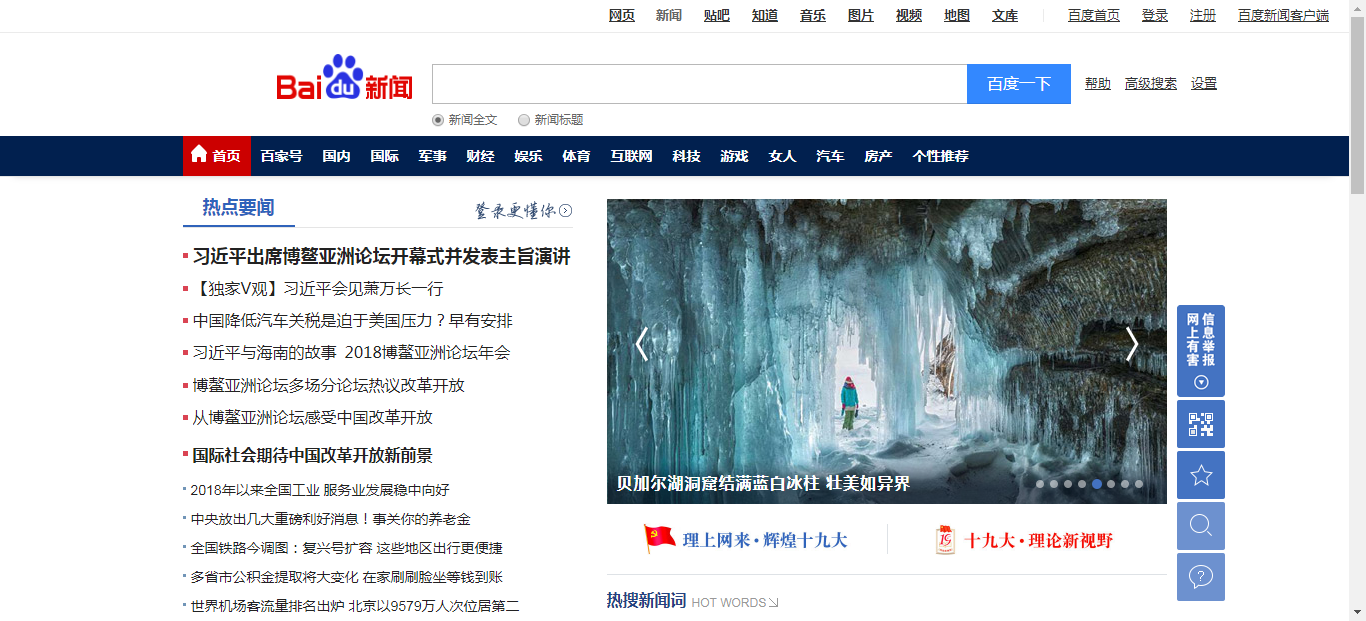 网页 新闻 贴吧 知道 音乐 图片 视频 地图 文库 百度首页 登录 注册 百度新闻客户端
Bai du 新闻
百度一下 帮助 高级搜索 设置
新闻全文 新闻标题
首页 百家号 国内 国际 军事 财经 娱乐 体育 互联网 科技 游戏 女人 汽车 房产 个性推荐
热点要闻 登录更懂你
习近平出席博鳌亚洲论坛开幕式并发表主旨演讲
【独家V观】习近平会见萧万长一行
中国降低汽车关税是迫于美国压力？早有安排
习近平与海南的故事 2018博鳌亚洲论坛年会
博鳌亚洲论坛多场分论坛热议改革开放
从博鳌亚洲论坛感受中国改革开放
国际社会期待中国改革开放新前景
2018年以来全国工业 服务业发展稳中向好
中央放出几大重磅利好消息！事关你的养老金
全国铁路今调图：复兴号扩容 这些地区出行更便捷
多省市公积金提取将大变化 在家刷刷脸坐等钱到账
世界机场客流量排名出炉 北京以9579万人次位居第二
贝加尔湖洞窟结满蓝白冰柱 壮美如异界
理上网来·辉煌十九大
19
十九大·理论新视野
热搜新闻词 HOT WORDS
网上有害
信息举报
?